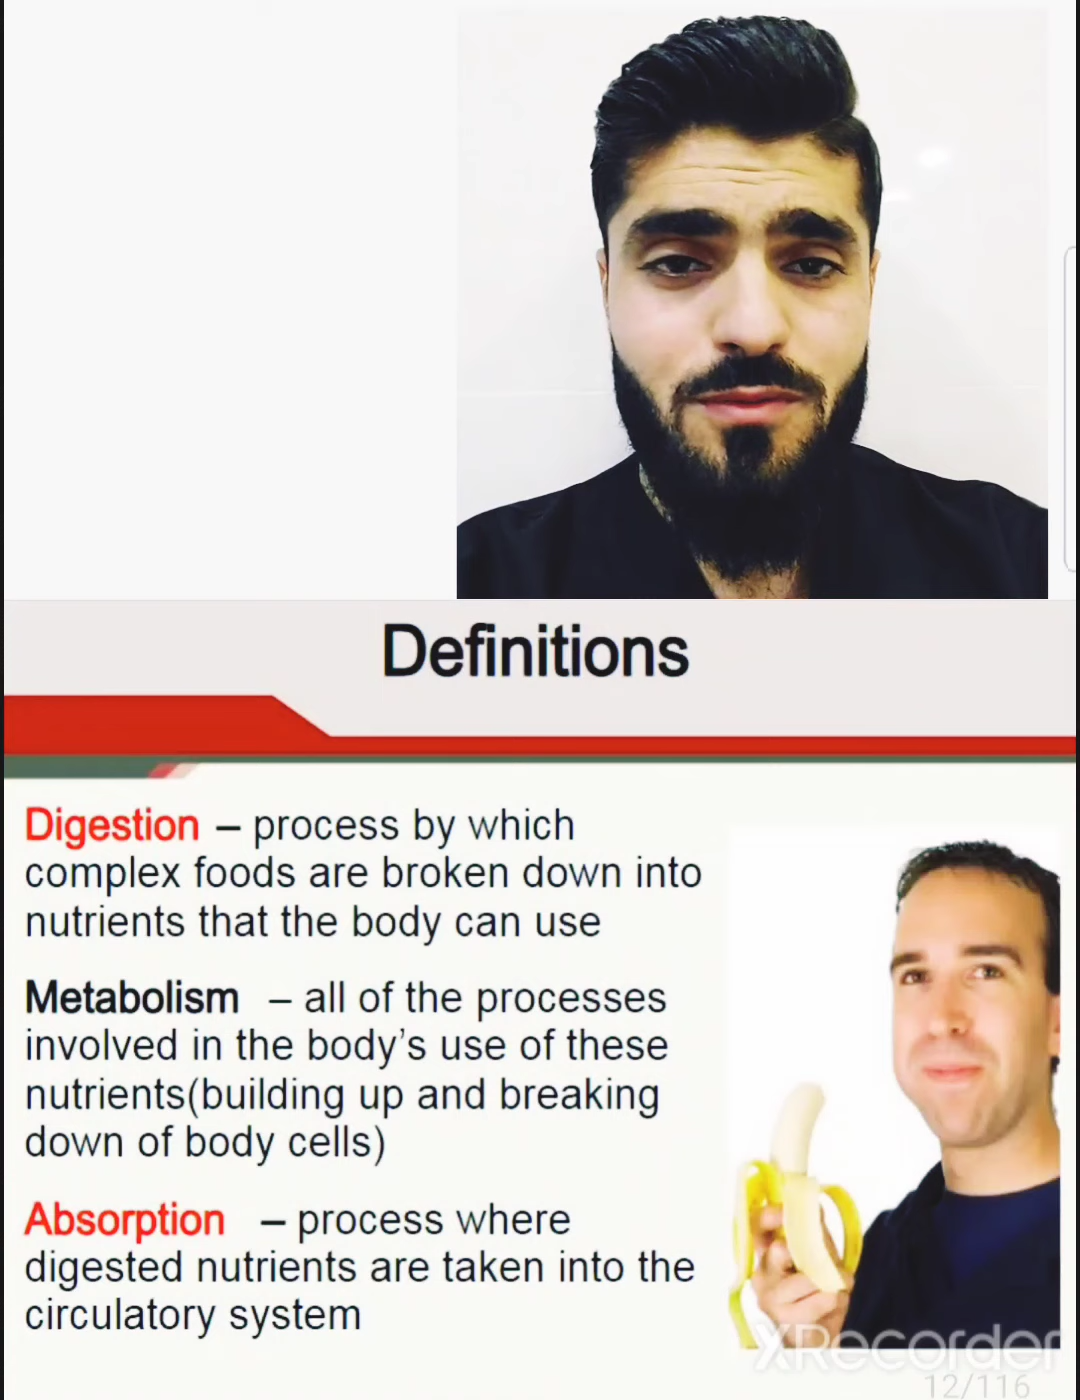 Definitions
Digestion – process by which
complex foods are broken down into
nutrients that the body can use
Metabolism – all of the processes
involved in the body's use of these
nutrients(building up and breaking
down of body cells)
Absorption – process where
digested nutrients are taken into the
circulatory system
XRecorder
12/116